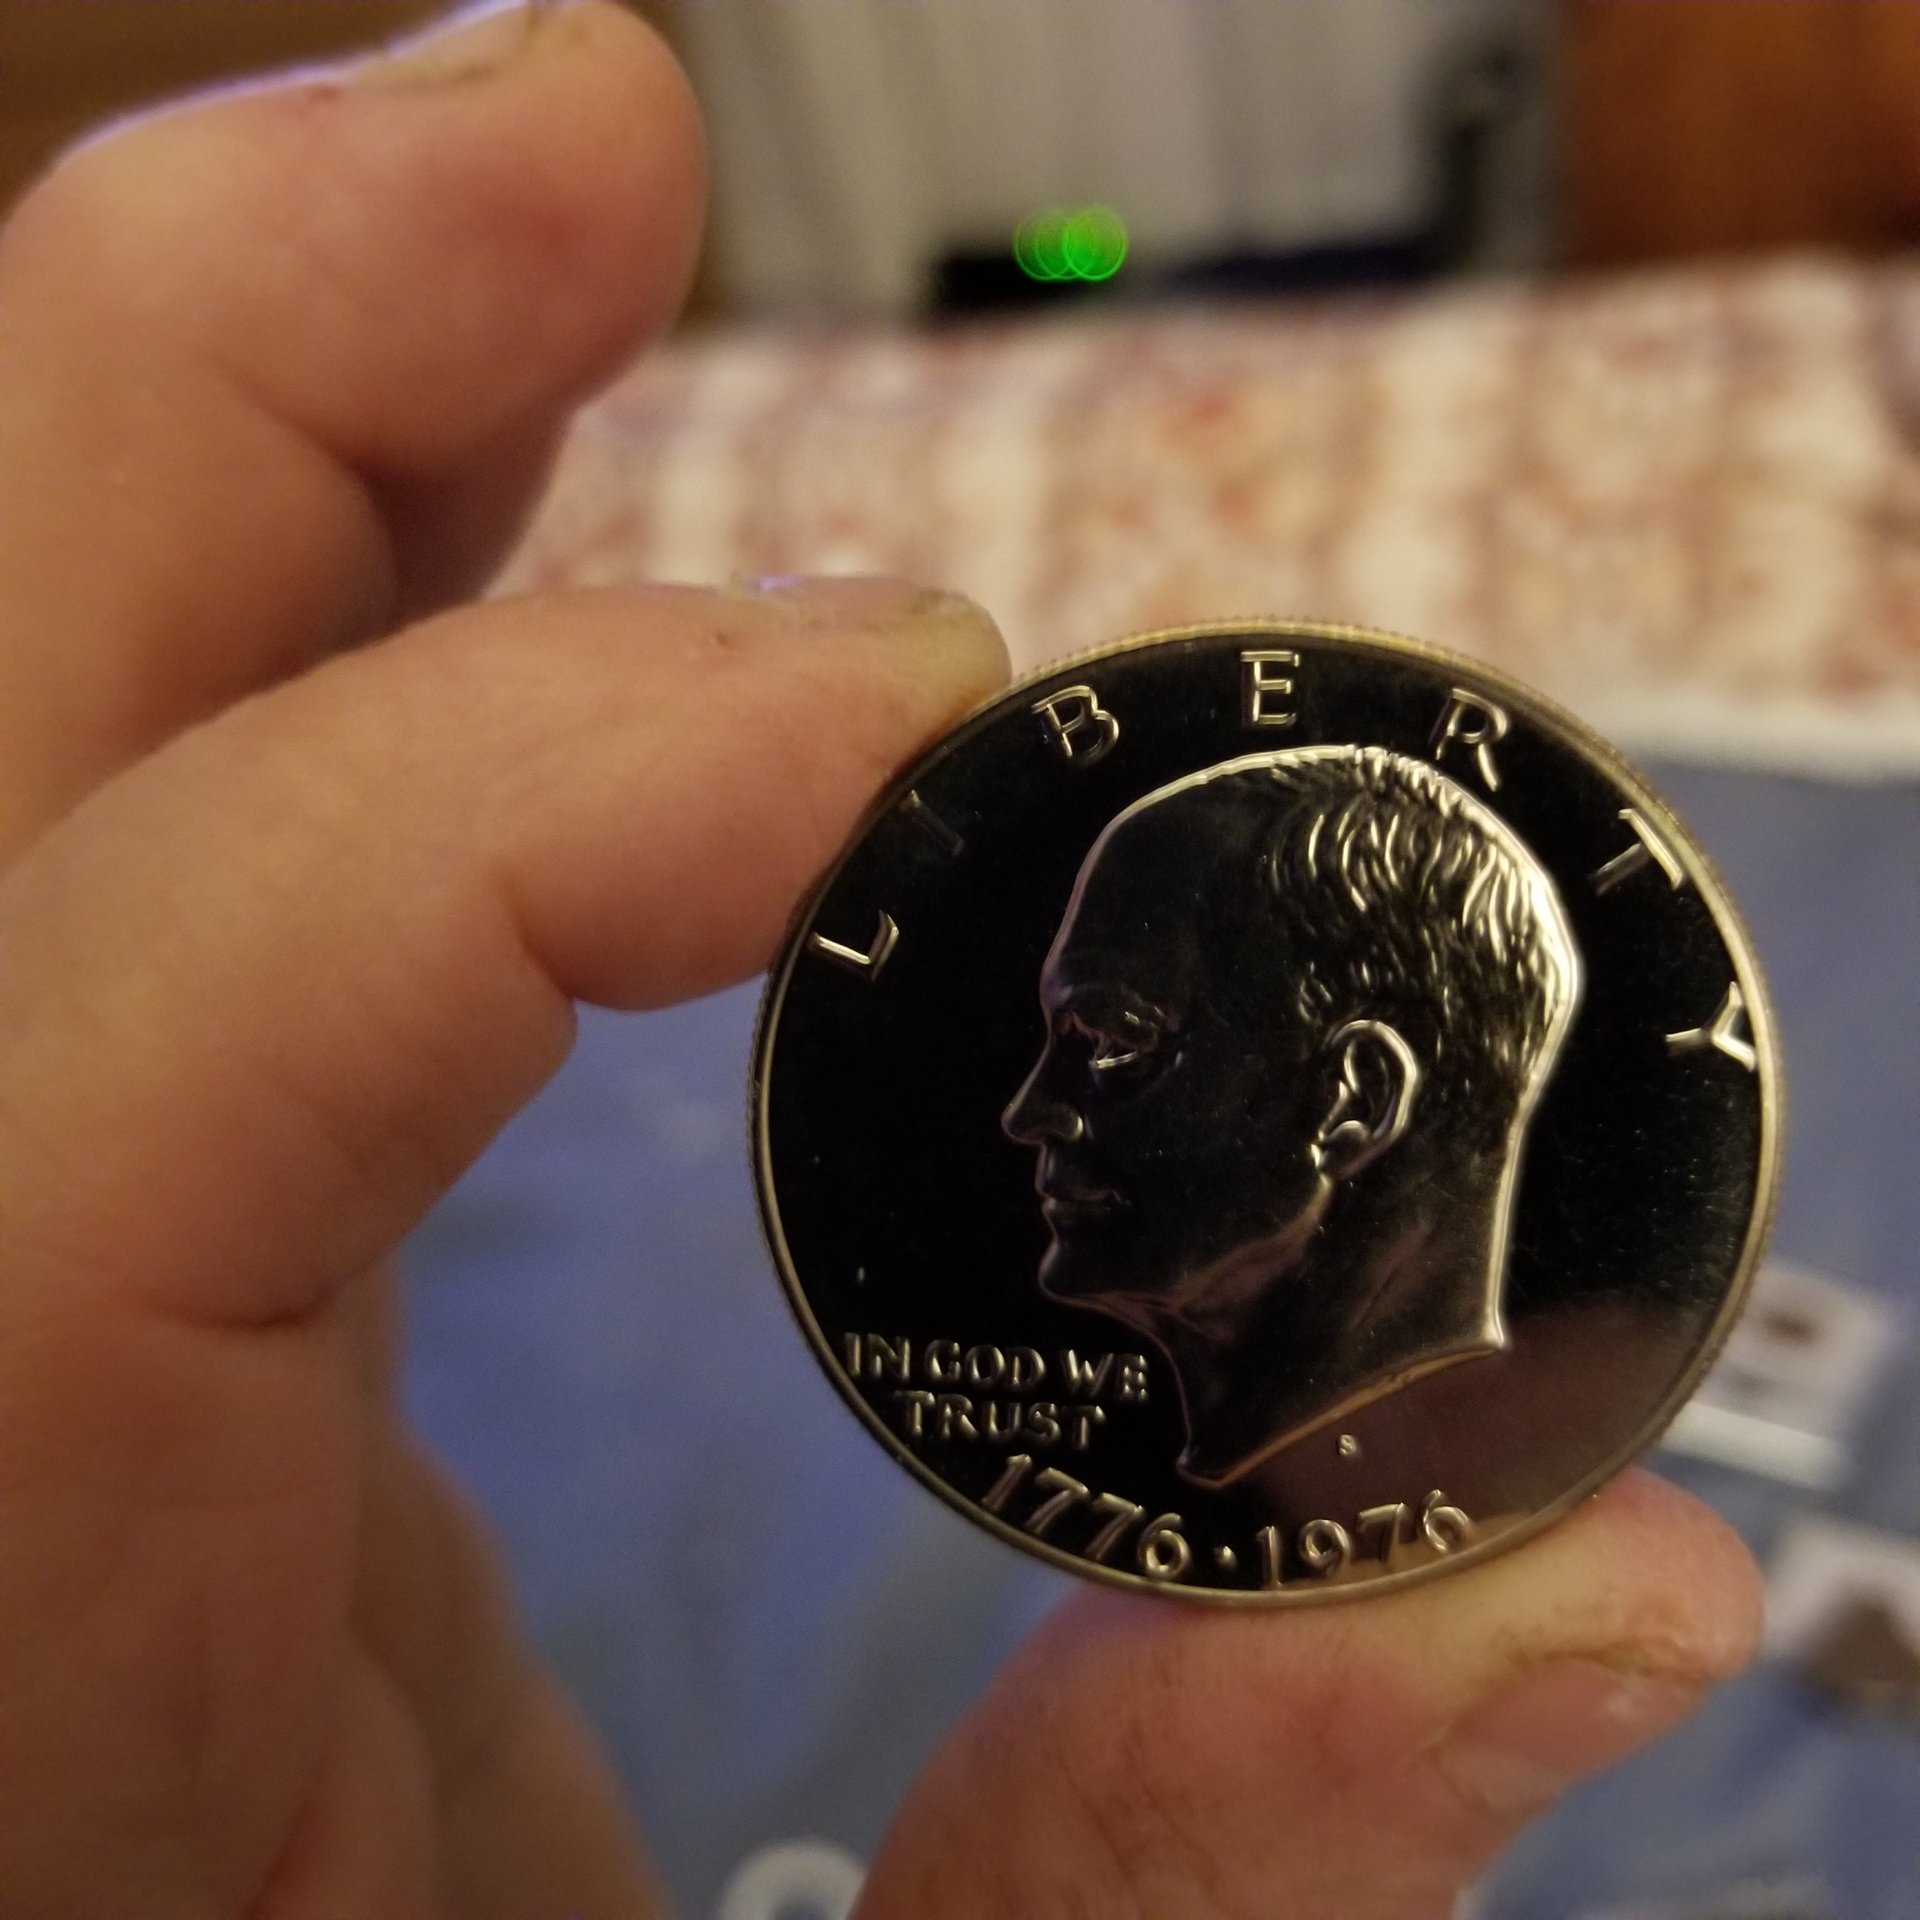 LIBERTY
IN GOD WE
TRUST
S
1776·1976